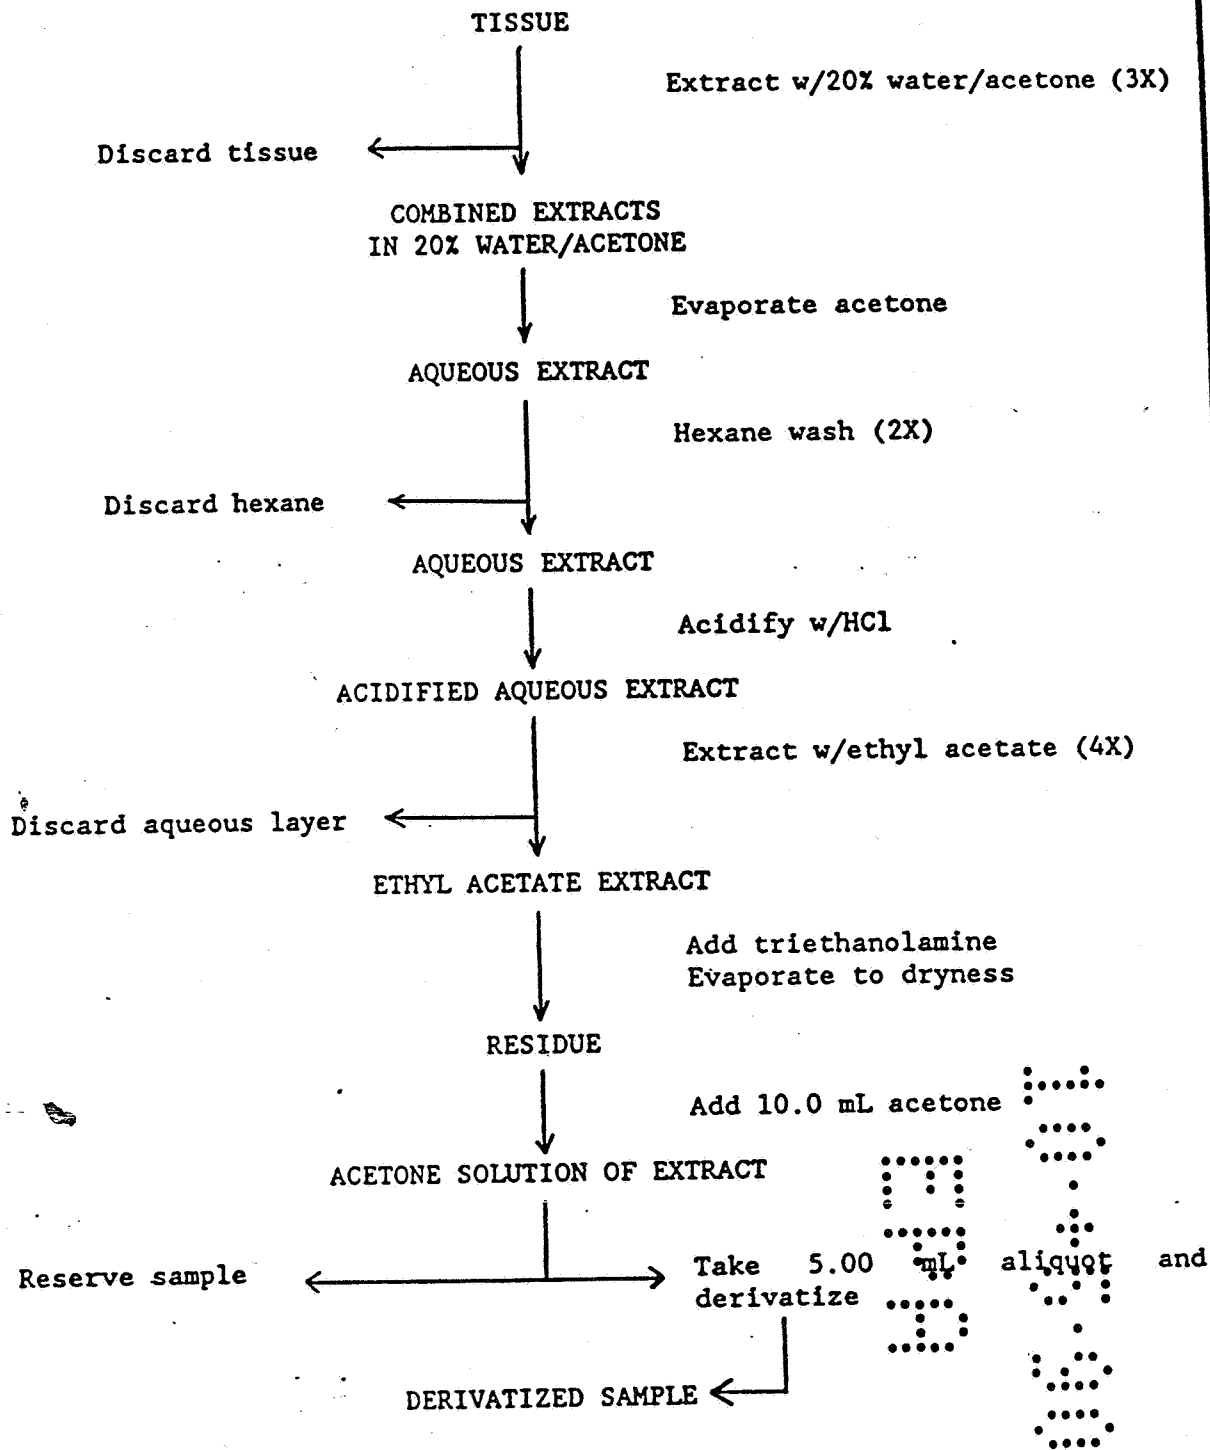 TISSUE
Extract w/20% water/acetone (3X)
Discard tissue
COMBINED EXTRACTS
IN 20% WATER/ACETONE
Evaporate acetone
AQUEOUS EXTRACT
Hexane wash (2X)
Discard hexane
AQUEOUS EXTRACT
Acidify w/HCl
ACIDIFIED AQUEOUS EXTRACT
Extract w/ethyl acetate (4X)
Discard aqueous layer
ETHYL ACETATE EXTRACT
Add triethanolamine
Evaporate to dryness
RESIDUE
Add 10.0 mL acetone
ACETONE SOLUTION OF EXTRACT
Reserve sample
Take 5.00 mL aliquot and
derivatize
DERIVATIZED SAMPLE